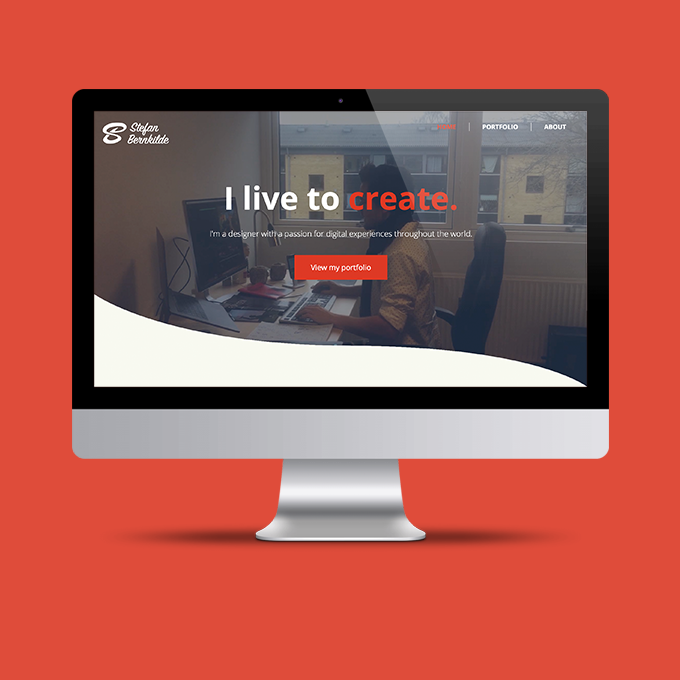 Stefan
Bernkilde
HOME | PORTFOLIO | ABOUT
I live to create.
I'm a designer with a passion for digital experiences throughout the world.
View my portfolio